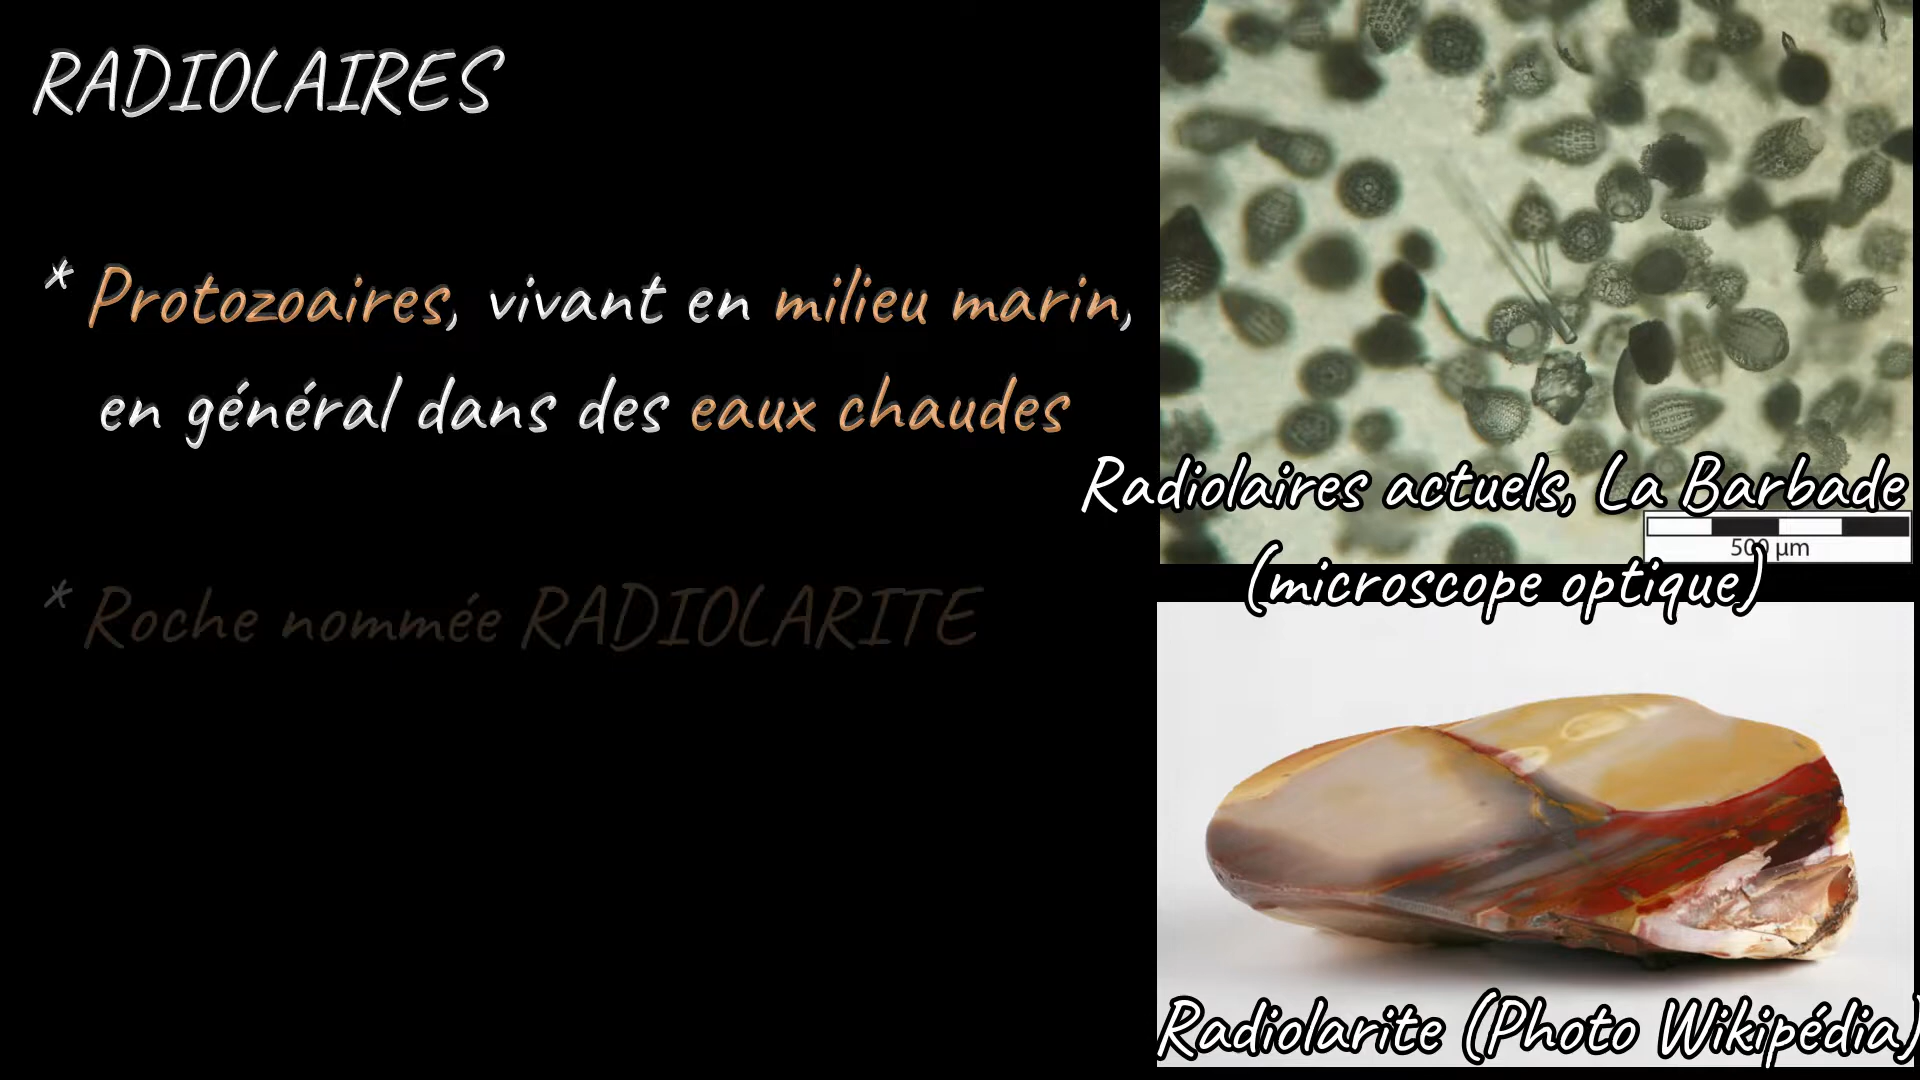 RADIOLAIRES
* Protozoaires, vivant en milieu marin,
en général dans des eaux chaudes
* Roche nommée RADIOLARITE
Radiolaires actuels, La Barbade
500 µm
(microscope optique)
Radiolarite (Photo Wikipédia)